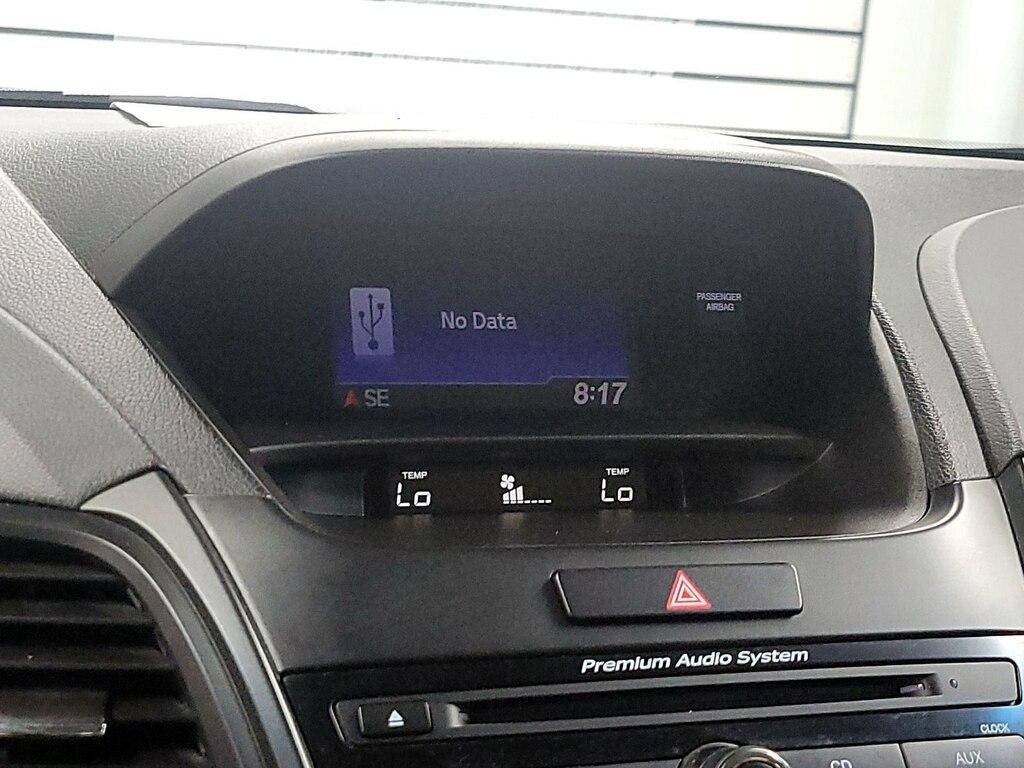 No Data
PASSENGER
AIRBAG
SE
8:17
TEMP
Lo
TEMP
Lo
Premium Audio System
CLOCK
CD
AUX